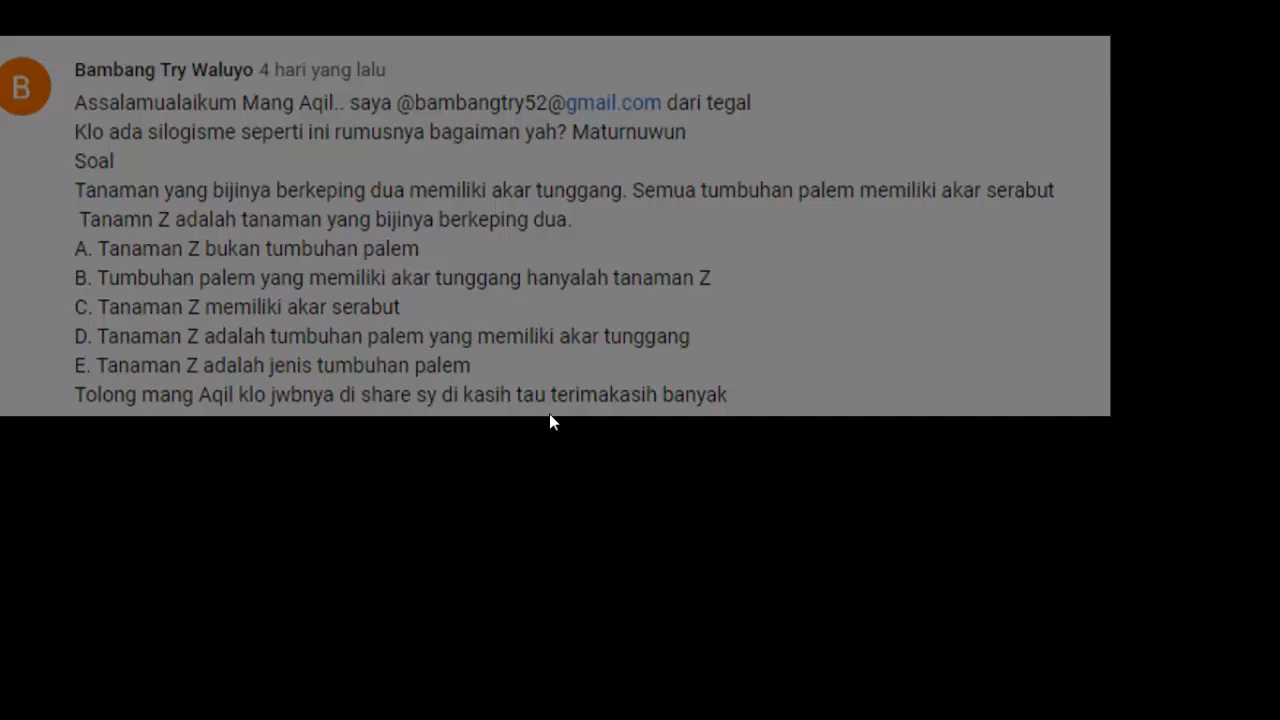 B
Bambang Try Waluyo 4 hari yang lalu
Assalamualaikum Mang Aqil.. saya @bambangtry52@gmail.com dari tegal
Klo ada silogisme seperti ini rumusnya bagaiman yah? Maturnuwun
Soal
Tanaman yang bijinya berkeping dua memiliki akar tunggang. Semua tumbuhan palem memiliki akar serabut
Tanamn Z adalah tanaman yang bijinya berkeping dua.
A. Tanaman Z bukan tumbuhan palem
B. Tumbuhan palem yang memiliki akar tunggang hanyalah tanaman Z
C. Tanaman Z memiliki akar serabut
D. Tanaman Z adalah tumbuhan palem yang memiliki akar tunggang
E. Tanaman Z adalah jenis tumbuhan palem
Tolong mang Aqil klo jwbnya di share sy di kasih tau terimakasih banyak